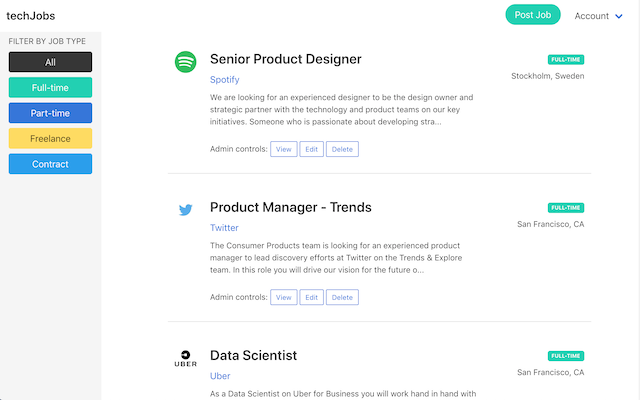 techJobs
Post Job
Account
FILTER BY JOB TYPE
All
Full-time
Part-time
Freelance
Contract
Senior Product Designer
FULL-TIME
Spotify
Stockholm, Sweden
We are looking for an experienced designer to be the design owner and
strategic partner with the technology and product teams on our key
initiatives. Someone who is passionate about developing stra...
Admin controls: View Edit Delete
Product Manager - Trends
FULL-TIME
Twitter
San Francisco, CA
The Consumer Products team is looking for an experienced product
manager to lead discovery efforts at Twitter on the Trends & Explore
team. In this role you will drive our vision for the future o...
Admin controls: View Edit Delete
UBER
Data Scientist
FULL-TIME
Uber
San Francisco, CA
As a Data Scientist on Uber for Business you will work hand in hand with